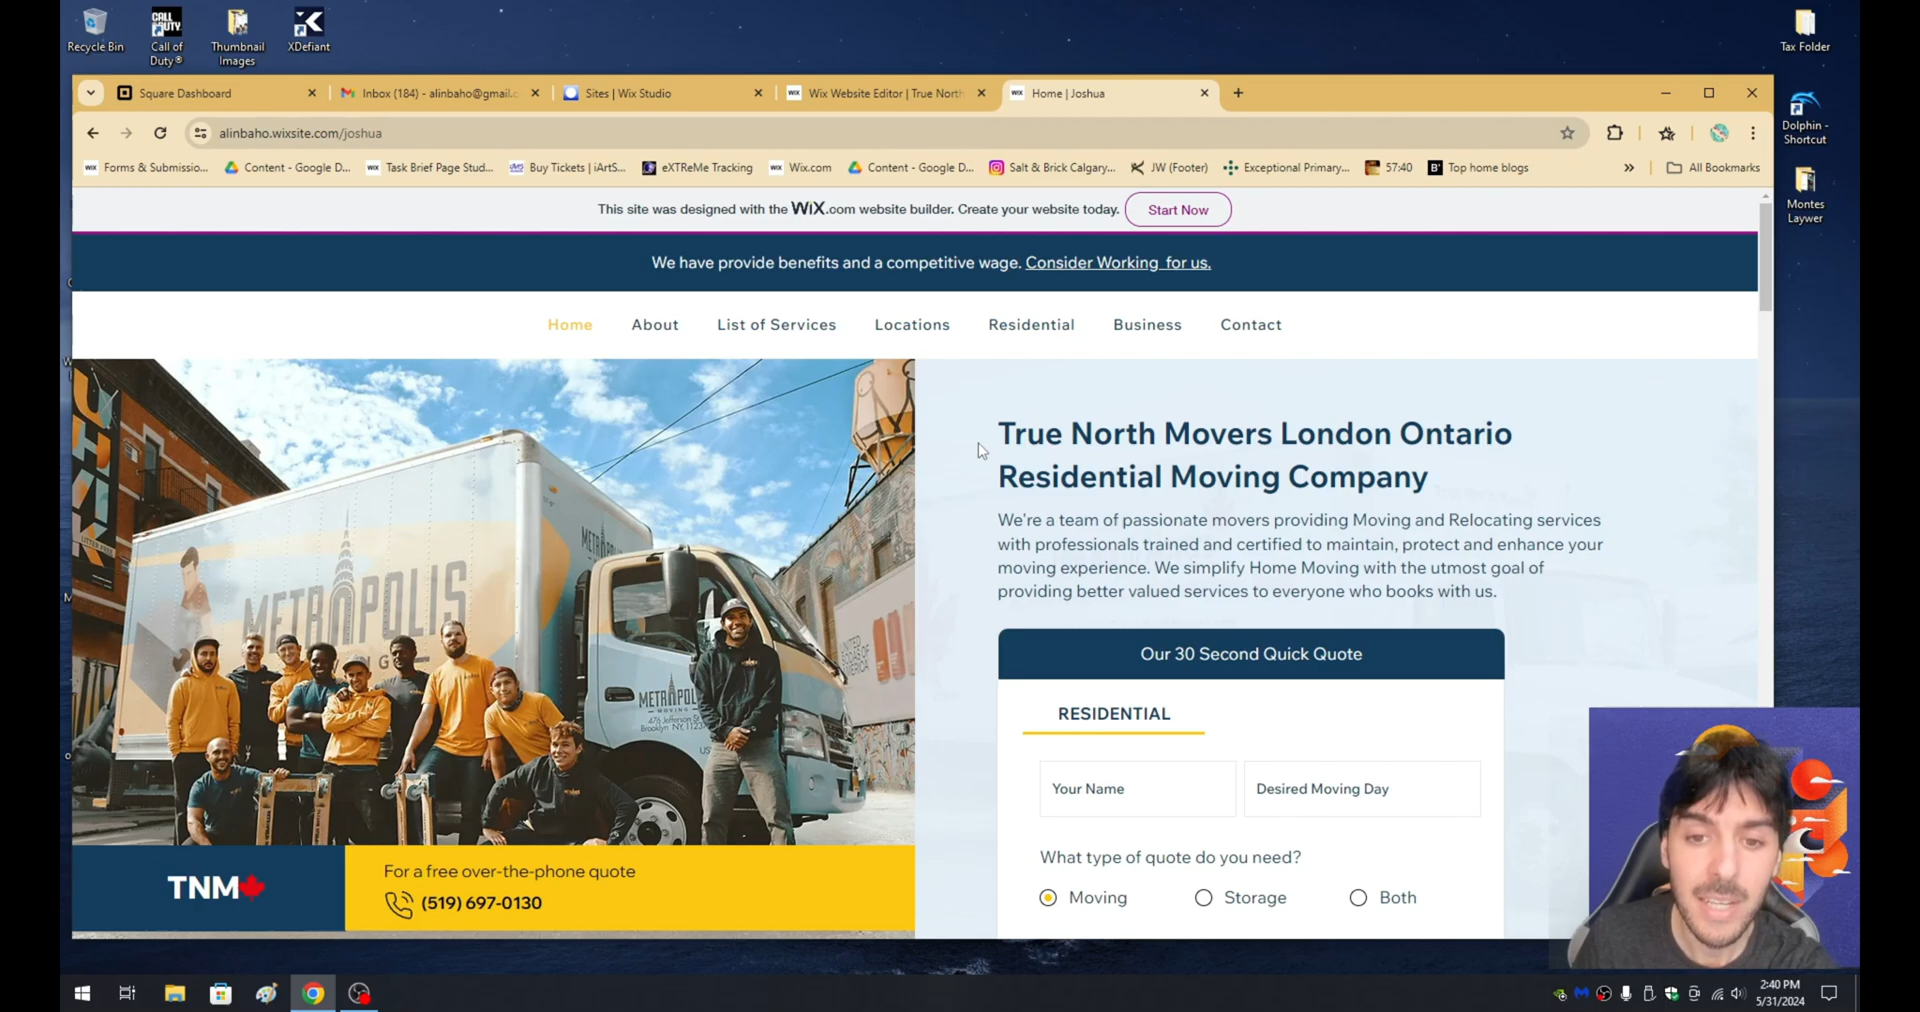 Recycle Bin
Call of
Duty®
Thumbnail
Images
XDefiant
Tax Folder
Dolphin -
Shortcut
Montes
Laywer
Square Dashboard
Inbox (184) - alinbaho@gmail.c
Sites | Wix Studio
Wix Website Editor | True North
Home | Joshua
alinbaho.wixsite.com/joshua
Forms & Submissio...
Content - Google D...
Task Brief Page Stud...
Buy Tickets | iArtS...
eXTReMe Tracking
Wix.com
Content - Google D...
Salt & Brick Calgary...
JW (Footer)
Exceptional Primary...
57:40
Top home blogs
All Bookmarks
This site was designed with the WiX.com website builder. Create your website today.
Start Now
We have provide benefits and a competitive wage. Consider Working for us.
Home
About
List of Services
Locations
Residential
Business
Contact
METROPOLIS
METROPOL
MOVING
476 Jefferson St
Brooklyn NY,
True North Movers London Ontario
Residential Moving Company
We're a team of passionate movers providing Moving and Relocating services
with professionals trained and certified to maintain, protect and enhance your
moving experience. We simplify Home Moving with the utmost goal of
providing better valued services to everyone who books with us.
Our 30 Second Quick Quote
RESIDENTIAL
Your Name
Desired Moving Day
What type of quote do you need?
Moving
Storage
Both
TNM
For a free over-the-phone quote
(519) 697-0130
2:40 PM
5/31/2024